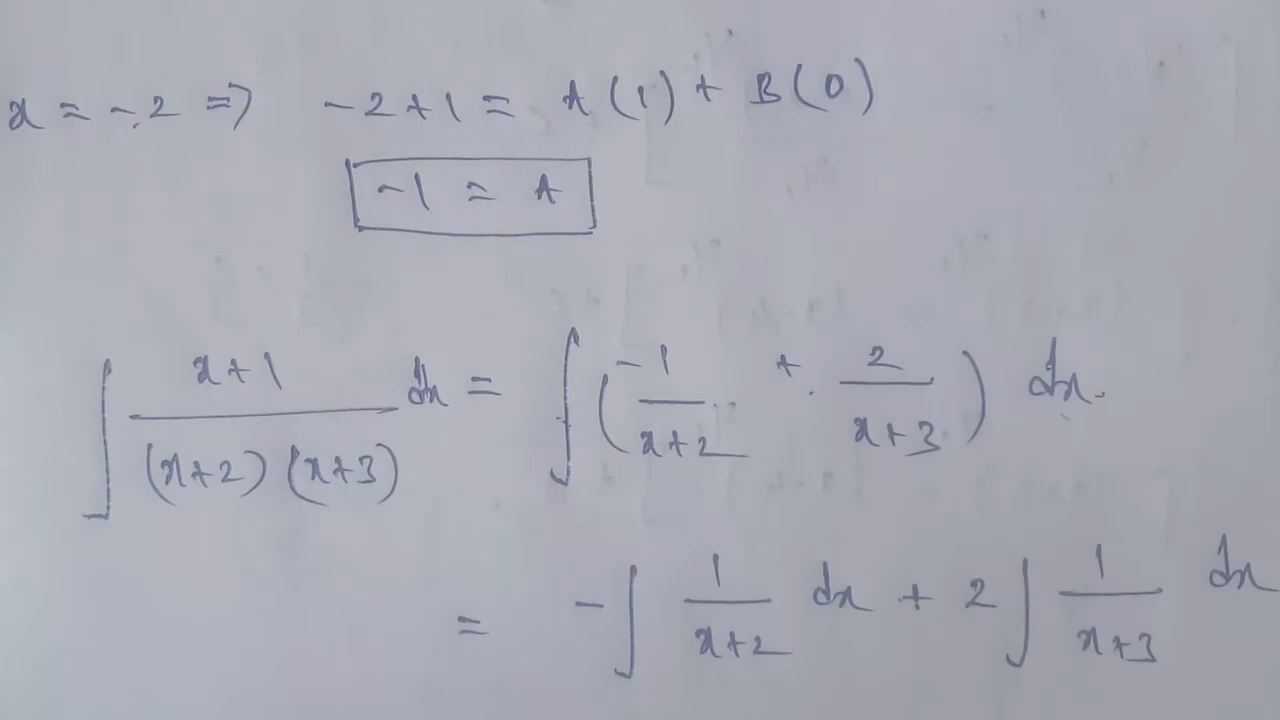 x = -2 => -2+1 = A(1) + B(0)
-1 = A
∫ (x+1)/((x+2)(x+3)) dx = ∫ (-1/(x+2) + 2/(x+3)) dx.
= -∫ 1/(x+2) dx + 2∫ 1/(x+3) dx